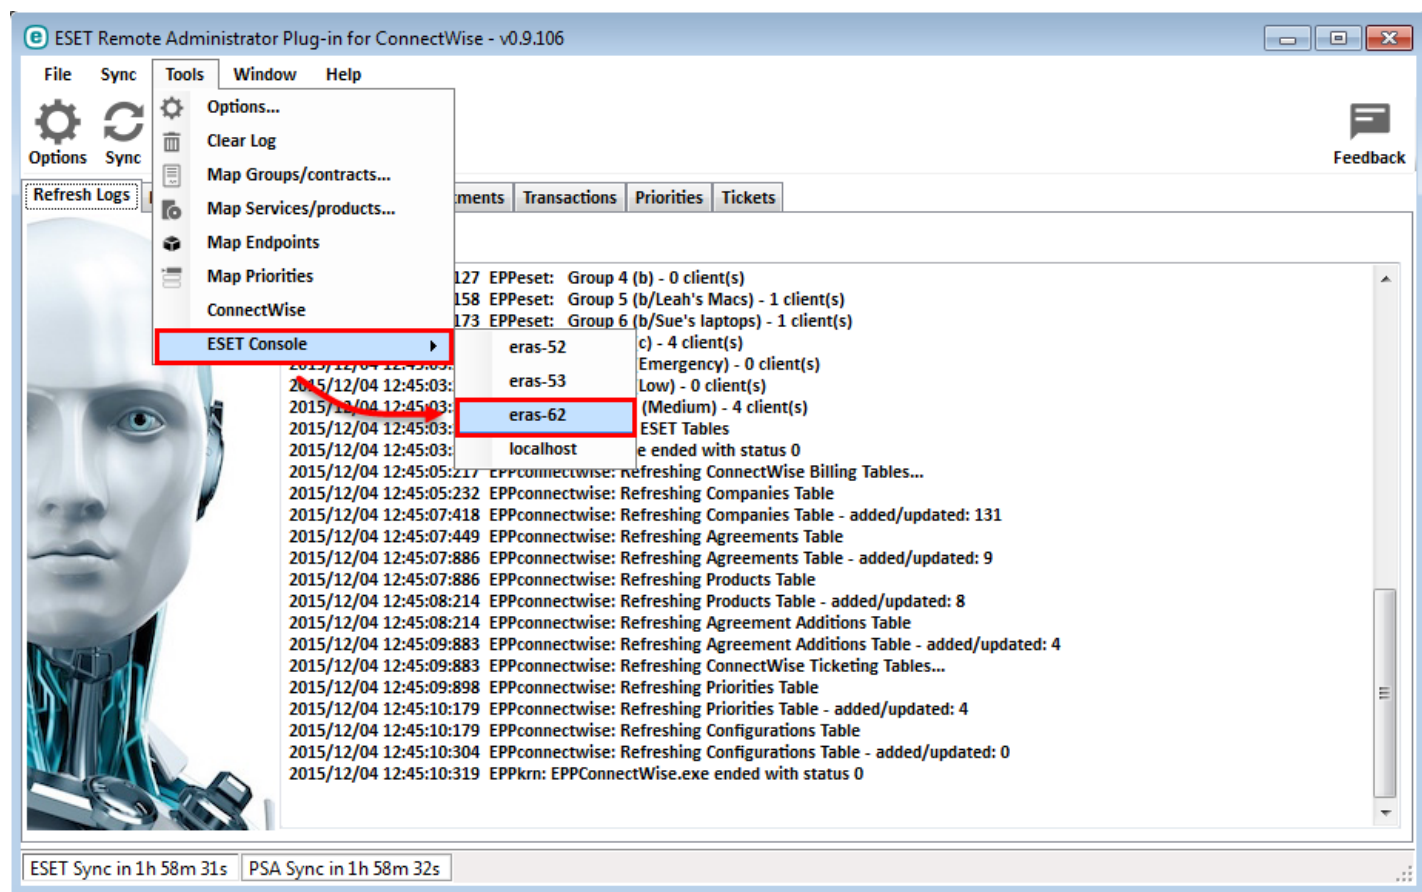 ESET Remote Administrator Plug-in for ConnectWise - v0.9.106
File Sync Tools Window Help
Options Sync
Feedback
Options...
Clear Log
Map Groups/contracts...
Map Services/products...
Map Endpoints
Map Priorities
ConnectWise
ESET Console
eras-52
eras-53
eras-62
localhost
Refresh Logs ments Transactions Priorities Tickets
127 EPPeset: Group 4 (b) - 0 client(s)
158 EPPeset: Group 5 (b/Leah's Macs) - 1 client(s)
173 EPPeset: Group 6 (b/Sue's laptops) - 1 client(s)
c) - 4 client(s)
Emergency) - 0 client(s)
2015/12/04 12:45:03: Low) - 0 client(s)
2015/12/04 12:45:03: (Medium) - 4 client(s)
2015/12/04 12:45:03: ESET Tables
2015/12/04 12:45:03: e ended with status 0
2015/12/04 12:45:05:217 EPPconnectwise: Refreshing ConnectWise Billing Tables...
2015/12/04 12:45:05:232 EPPconnectwise: Refreshing Companies Table
2015/12/04 12:45:07:418 EPPconnectwise: Refreshing Companies Table - added/updated: 131
2015/12/04 12:45:07:449 EPPconnectwise: Refreshing Agreements Table
2015/12/04 12:45:07:886 EPPconnectwise: Refreshing Agreements Table - added/updated: 9
2015/12/04 12:45:07:886 EPPconnectwise: Refreshing Products Table
2015/12/04 12:45:08:214 EPPconnectwise: Refreshing Products Table - added/updated: 8
2015/12/04 12:45:08:214 EPPconnectwise: Refreshing Agreement Additions Table
2015/12/04 12:45:09:883 EPPconnectwise: Refreshing Agreement Additions Table - added/updated: 4
2015/12/04 12:45:09:883 EPPconnectwise: Refreshing ConnectWise Ticketing Tables...
2015/12/04 12:45:09:898 EPPconnectwise: Refreshing Priorities Table
2015/12/04 12:45:10:179 EPPconnectwise: Refreshing Priorities Table - added/updated: 4
2015/12/04 12:45:10:179 EPPconnectwise: Refreshing Configurations Table
2015/12/04 12:45:10:304 EPPconnectwise: Refreshing Configurations Table - added/updated: 0
2015/12/04 12:45:10:319 EPPkrn: EPPConnectWise.exe ended with status 0
ESET Sync in 1h 58m 31s PSA Sync in 1h 58m 32s